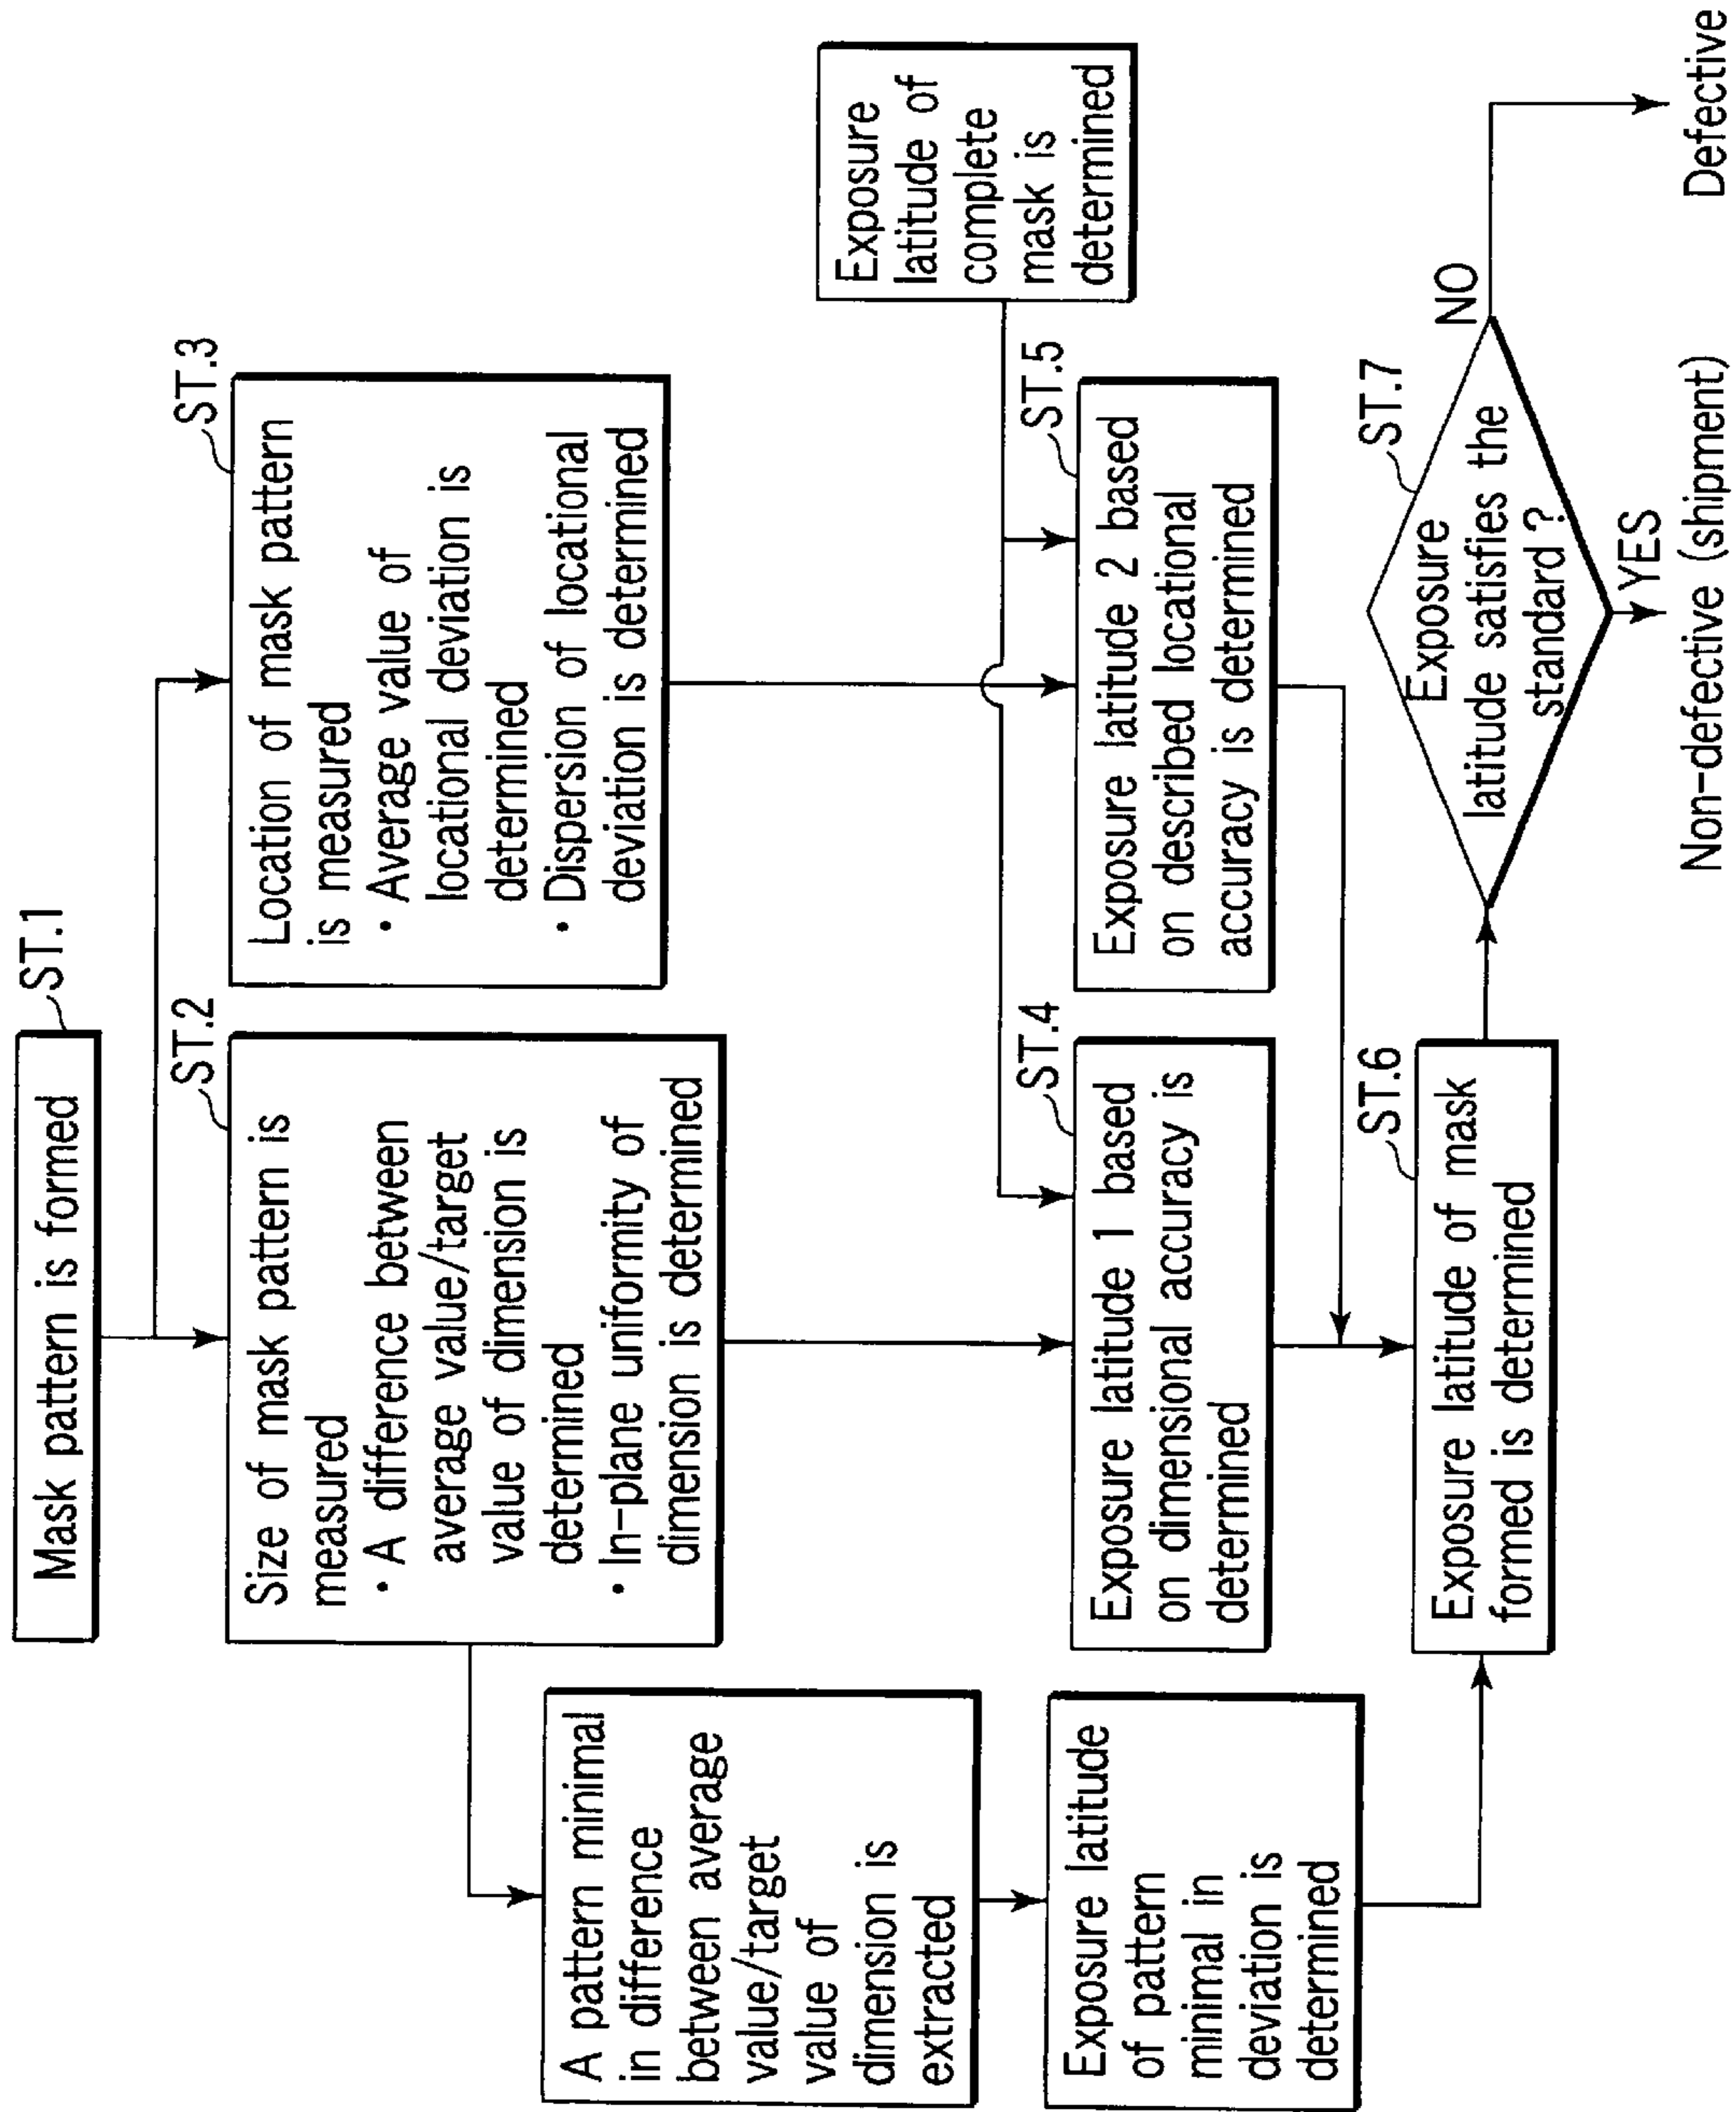 Mask pattern is formed
ST.1
ST.2
Size of mask pattern is
measured
• A difference between
average value/target
value of dimension is
determined
• In-plane uniformity of
dimension is determined
ST.3
Location of mask pattern
is measured
• Average value of
locational deviation is
determined
• Dispersion of locational
deviation is determined
A pattern minimal
in difference
between average
value/target
value of
dimension is
extracted
Exposure
latitude of
complete
mask is
determined
Exposure latitude
of pattern
minimal in
deviation is
determined
ST.4
Exposure latitude 1 based
on dimensional accuracy is
determined
ST.5
Exposure latitude 2 based
on described locational
accuracy is determined
ST.6
Exposure latitude of mask
formed is determined
ST.7
Exposure
latitude satisfies the
standard ?
NO
YES
Non-defective (shipment)
Defective